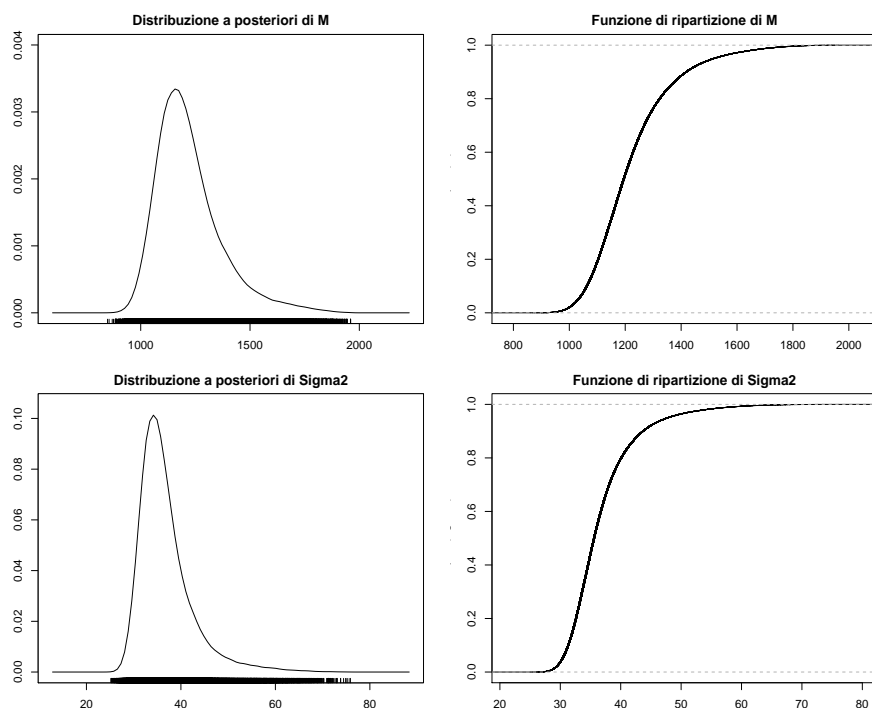 Distribuzione a posteriori di M
0.004
0.003
0.002
0.001
0.000
1000 1500 2000
Funzione di ripartizione di M
1.0
0.8
0.6
0.4
0.2
0.0
800 1000 1200 1400 1600 1800 2000
Distribuzione a posteriori di Sigma2
0.10
0.08
0.06
0.04
0.02
0.00
20 40 60 80
Funzione di ripartizione di Sigma2
1.0
0.8
0.6
0.4
0.2
0.0
20 30 40 50 60 70 80